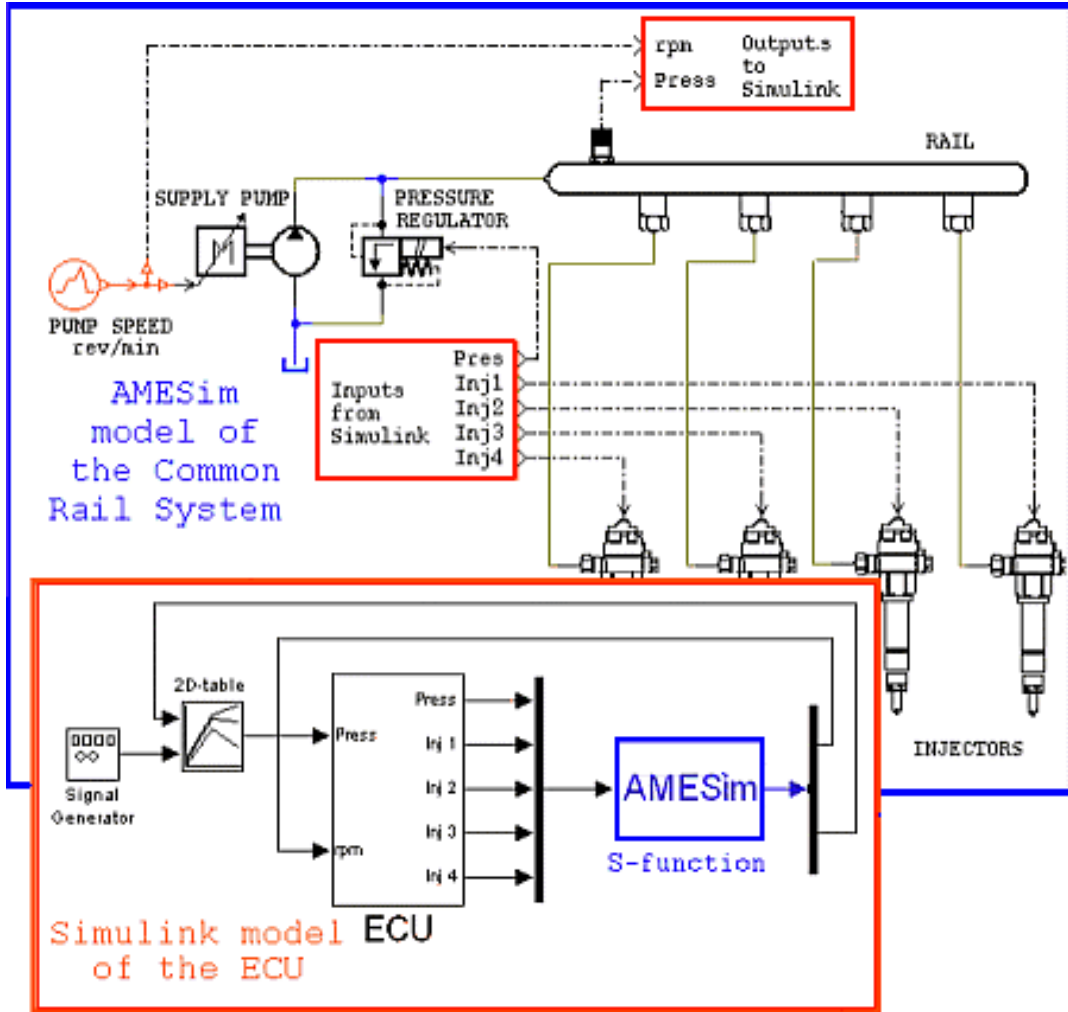 rpm
Press
Outputs
to
Simulink
RAIL
SUPPLY PUMP
PRESSURE
REGULATOR
PUMP SPEED
rev/min
Inputs
from
Simulink
Pres
Inj1
Inj2
Inj3
Inj4
AMESim
model of
the Common
Rail System
INJECTORS
2D-table
Signal
Generator
Press
rpm
Press
Inj 1
Inj 2
Inj 3
Inj 4
ECU
AMESim
S-function
Simulink model
of the ECU